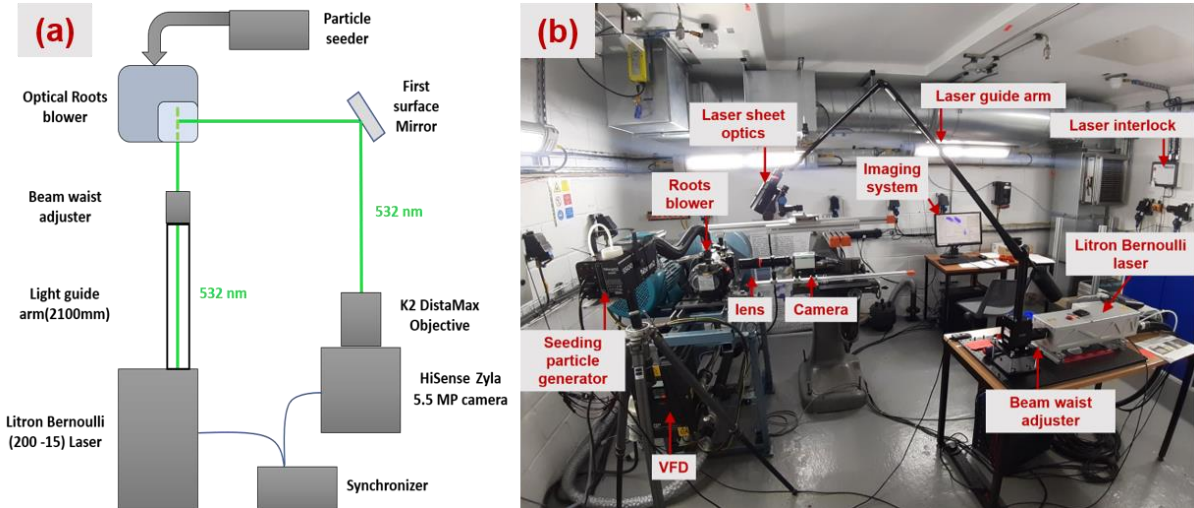 (a)
Particle
seeder
Optical Roots
blower
First
surface
Mirror
Beam waist
adjuster
532 nm
532 nm
Light guide
arm(2100mm)
K2 DistaMax
Objective
HiSense Zyla
5.5 MP camera
Litron Bernoulli
(200 -15) Laser
Synchronizer
(b)
Laser guide arm
Laser sheet
optics
Laser interlock
Roots
blower
Imaging
system
Litron Bernoulli
laser
lens
Camera
Seeding
particle
generator
Beam waist
adjuster
VFD